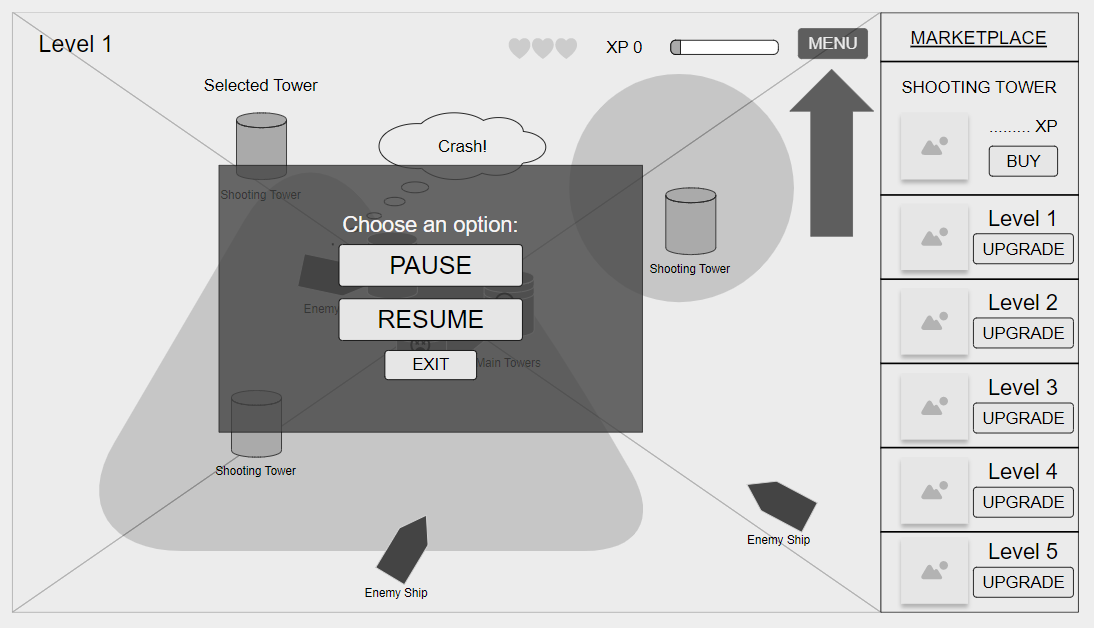 Level 1
XP 0
MENU
MARKETPLACE
Selected Tower
SHOOTING TOWER
......... XP
BUY
Crash!
Shooting Tower
Choose an option:
PAUSE
RESUME
EXIT
Enemy
Main Towers
Shooting Tower
Shooting Tower
Enemy Ship
Enemy Ship
Level 1
UPGRADE
Level 2
UPGRADE
Level 3
UPGRADE
Level 4
UPGRADE
Level 5
UPGRADE